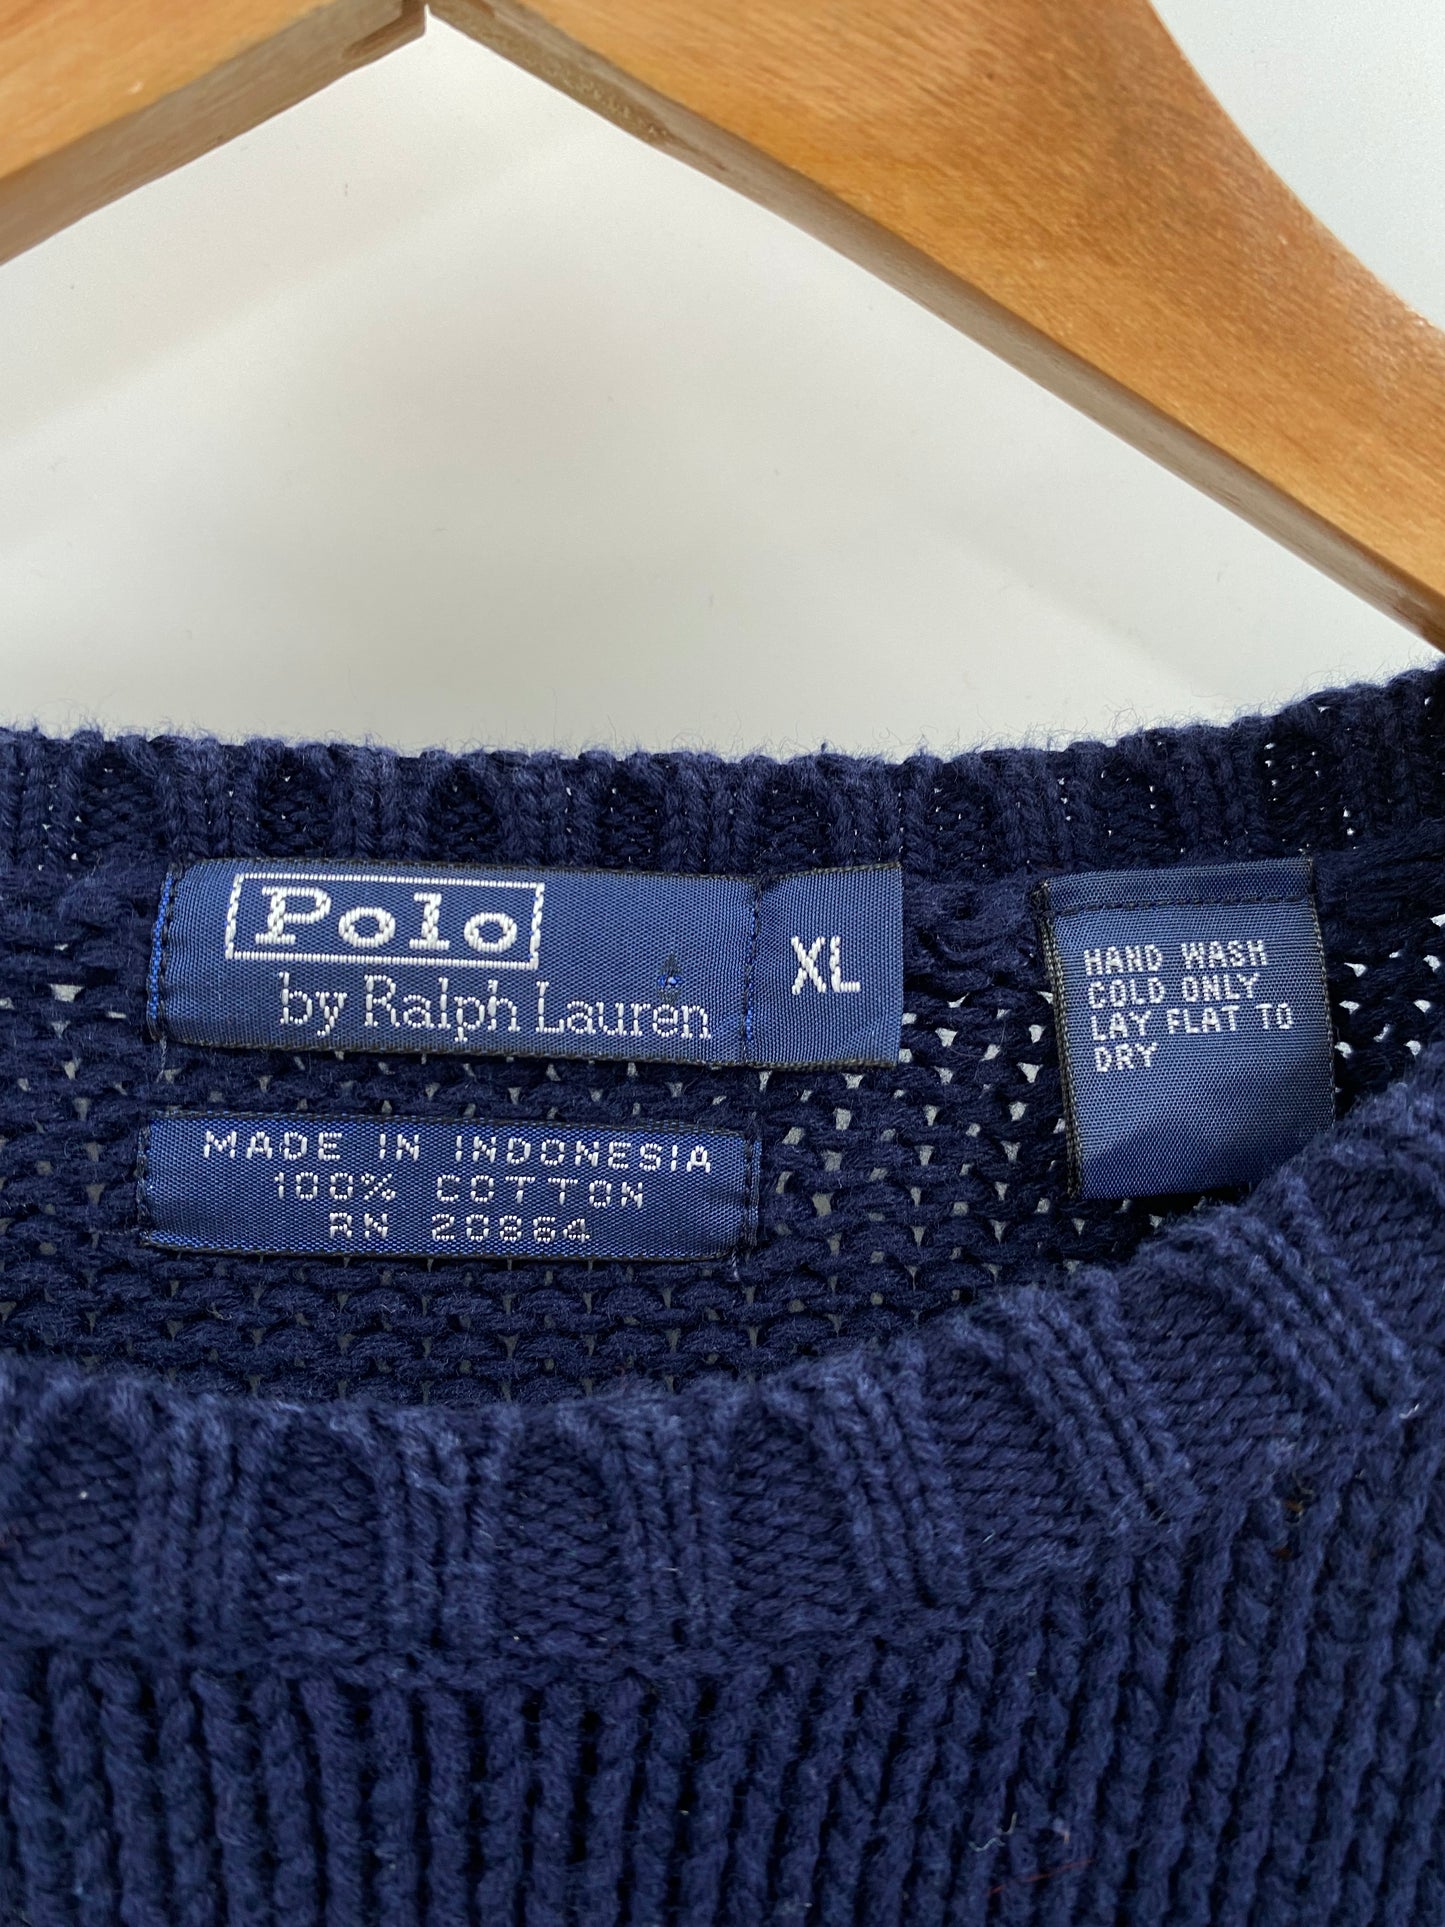 Polo
by Ralph Lauren
XL
HAND WASH
COLD ONLY
LAY FLAT TO
DRY
MADE IN INDONESIA
100% COTTON
RN 20864